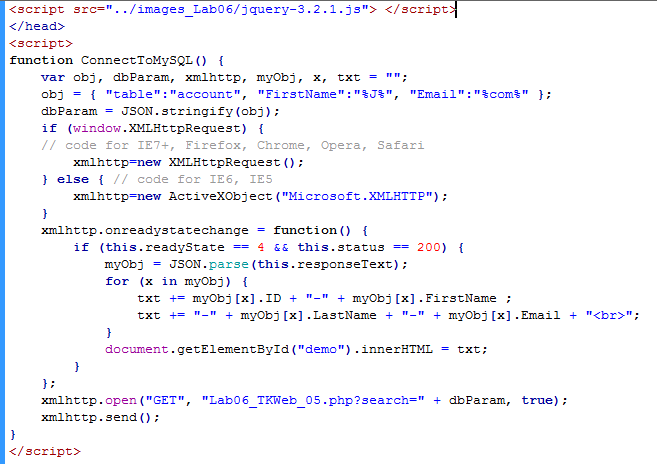 <script src="../images_Lab06/jquery-3.2.1.js"> </script>
</head>
<script>
function ConnectToMySQL() {
    var obj, dbParam, xmlhttp, myObj, x, txt = "";
    obj = { "table":"account", "FirstName":"%J%", "Email":"%com%" };
    dbParam = JSON.stringify(obj);
    if (window.XMLHttpRequest) {
    // code for IE7+, Firefox, Chrome, Opera, Safari
        xmlhttp=new XMLHttpRequest();
    } else { // code for IE6, IE5
        xmlhttp=new ActiveXObject("Microsoft.XMLHTTP");
    }
    xmlhttp.onreadystatechange = function() {
        if (this.readyState == 4 && this.status == 200) {
            myObj = JSON.parse(this.responseText);
            for (x in myObj) {
                txt += myObj[x].ID + "-" + myObj[x].FirstName ;
                txt += "-" + myObj[x].LastName + "-" + myObj[x].Email + "<br>";
            }
            document.getElementById("demo").innerHTML = txt;
        }
    };
    xmlhttp.open("GET", "Lab06_TKWeb_05.php?search=" + dbParam, true);
    xmlhttp.send();
}
</script>